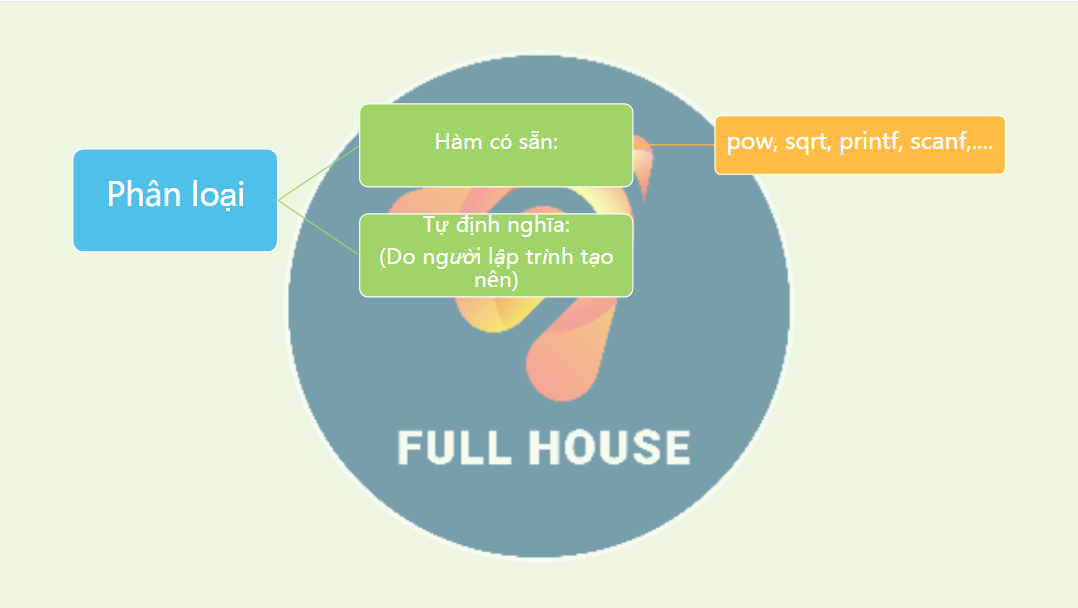 Phân loại
Hàm có sẵn:
pow, sqrt, printf, scanf,....
Tự định nghĩa:
(Do người lập trình tạo
nên)
FULL HOUSE